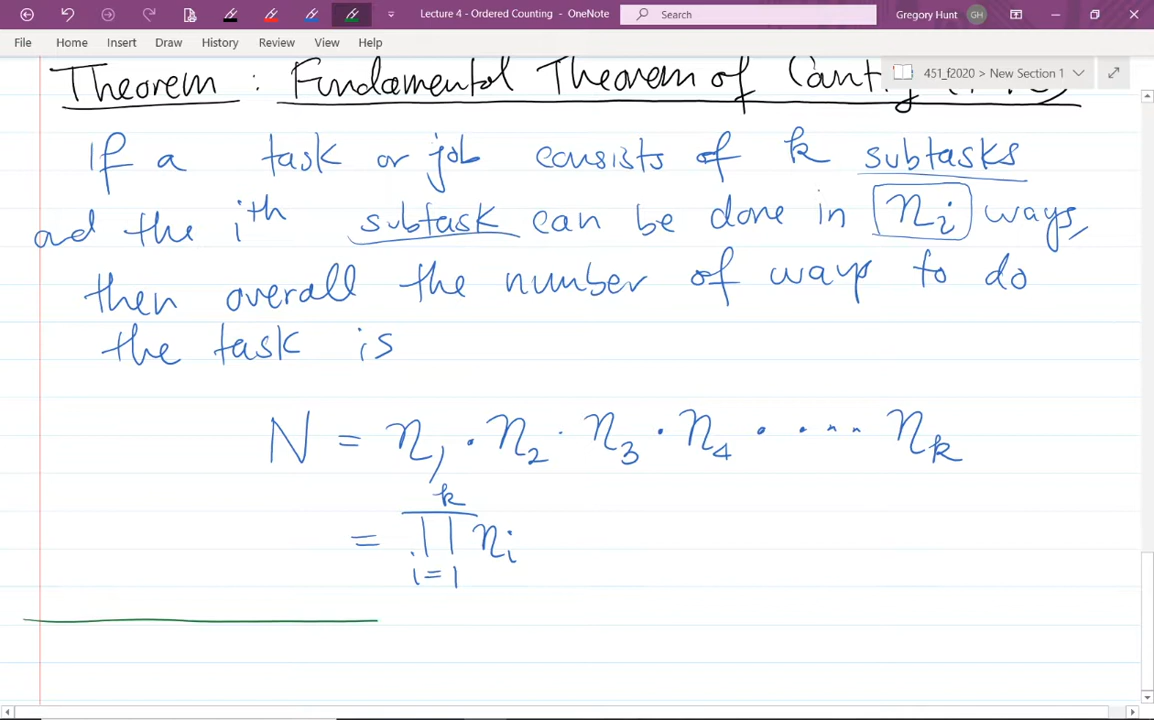 Lecture 4 - Ordered Counting - OneNote
Search
Gregory Hunt
GH
File Home Insert Draw History Review View Help
451_f2020 > New Section 1
Theorem : Fundamental Theorem of
If a task or job consists of k subtasks
and the ith subtask can be done in ni ways,
then overall the number of ways to do
the task is
N = n1 · n2 · n3 · n4 · · ... nk
= ∏ k i=1 ni